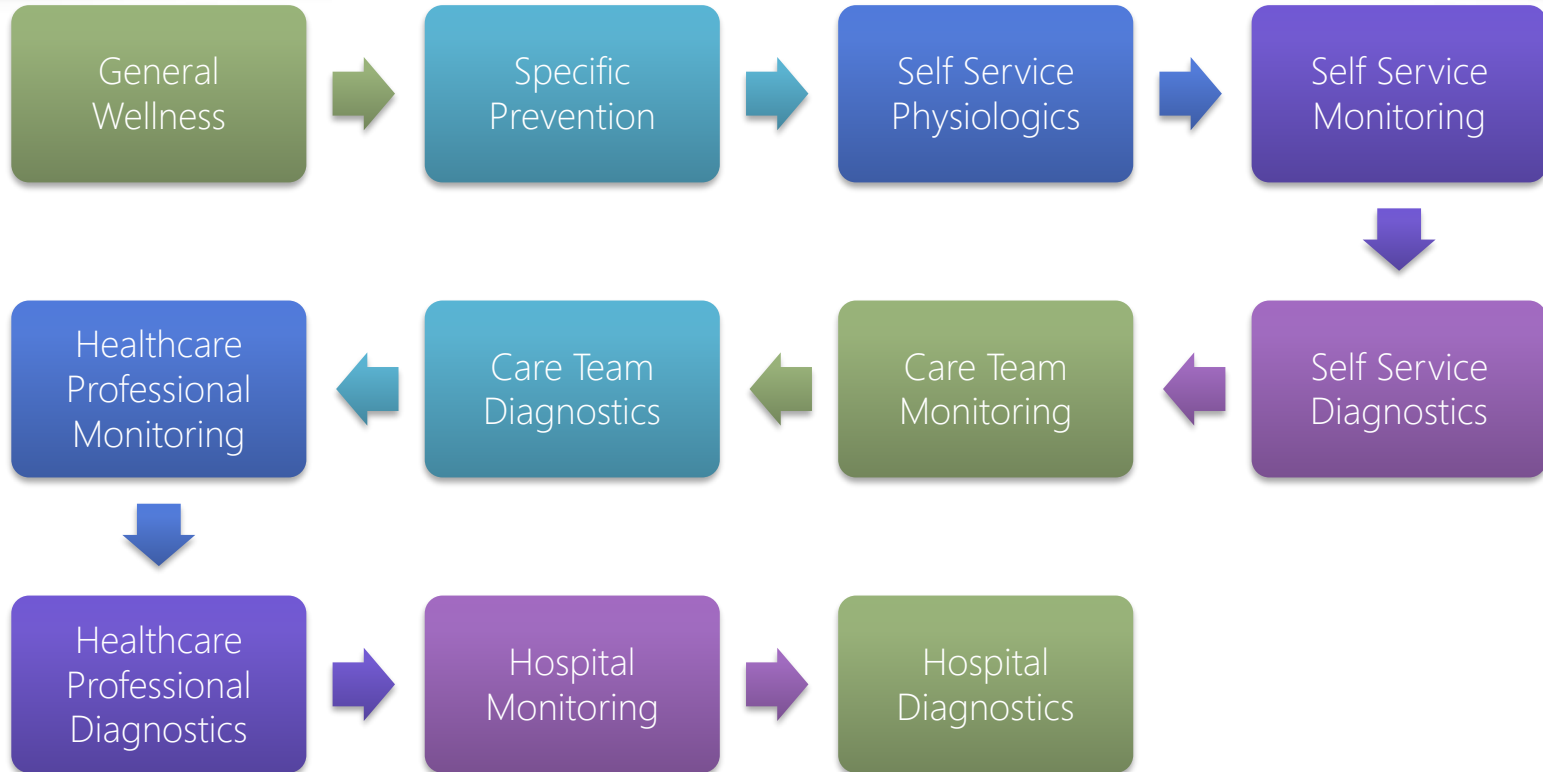 General
Wellness
Specific
Prevention
Self Service
Physiologics
Self Service
Monitoring
Self Service
Diagnostics
Care Team
Monitoring
Care Team
Diagnostics
Healthcare
Professional
Monitoring
Healthcare
Professional
Diagnostics
Hospital
Monitoring
Hospital
Diagnostics